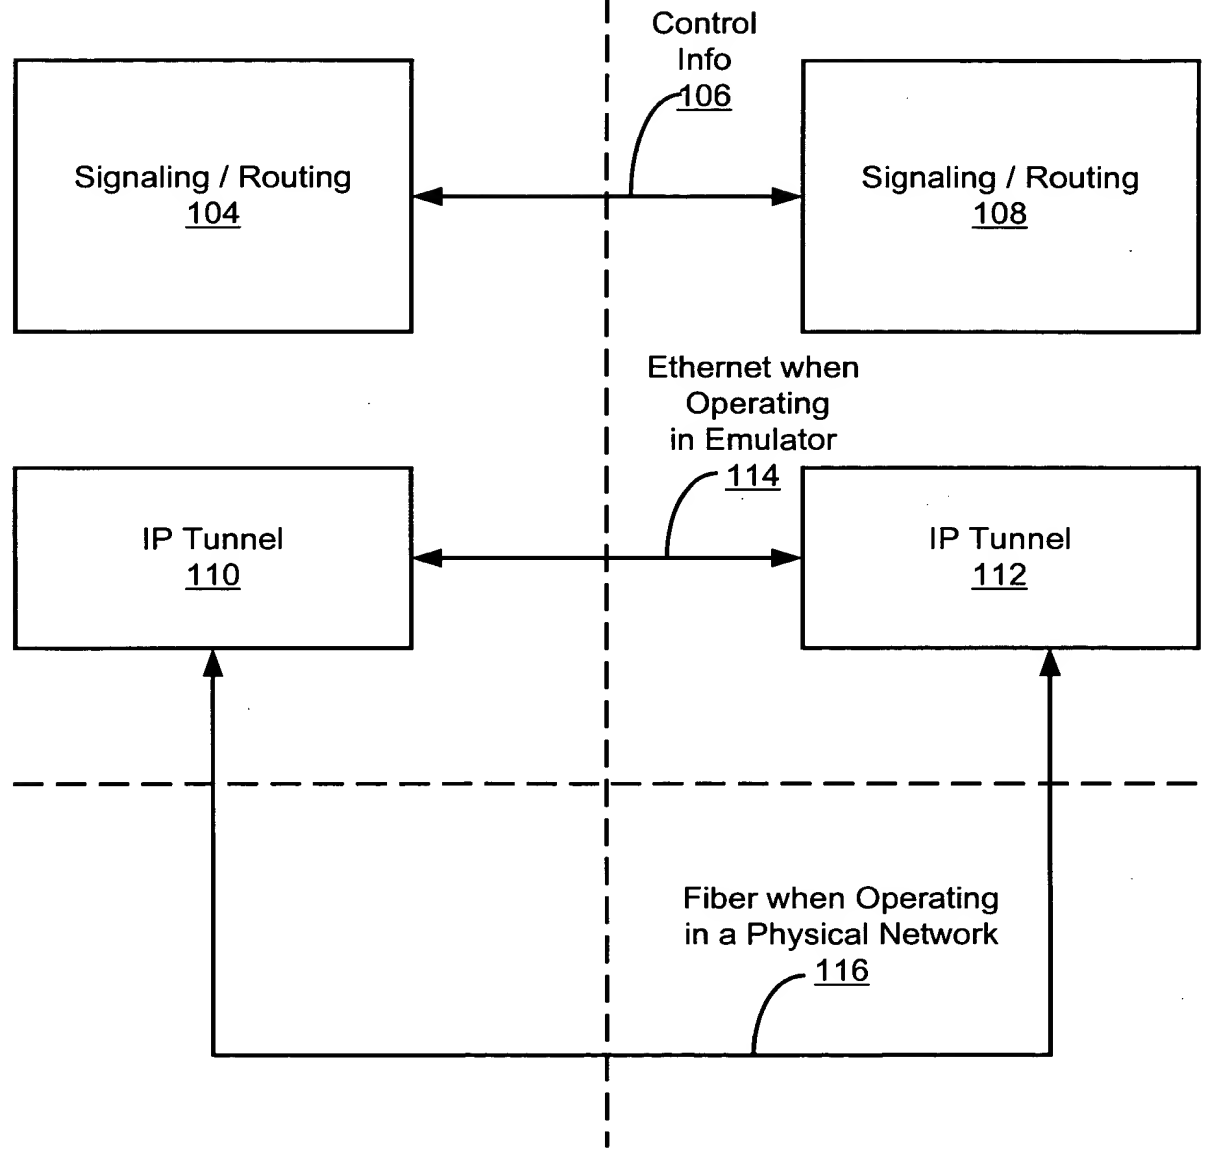 Control
Info
106
Signaling / Routing
104
Signaling / Routing
108
Ethernet when
Operating
in Emulator
114
IP Tunnel
110
IP Tunnel
112
Fiber when Operating
in a Physical Network
116